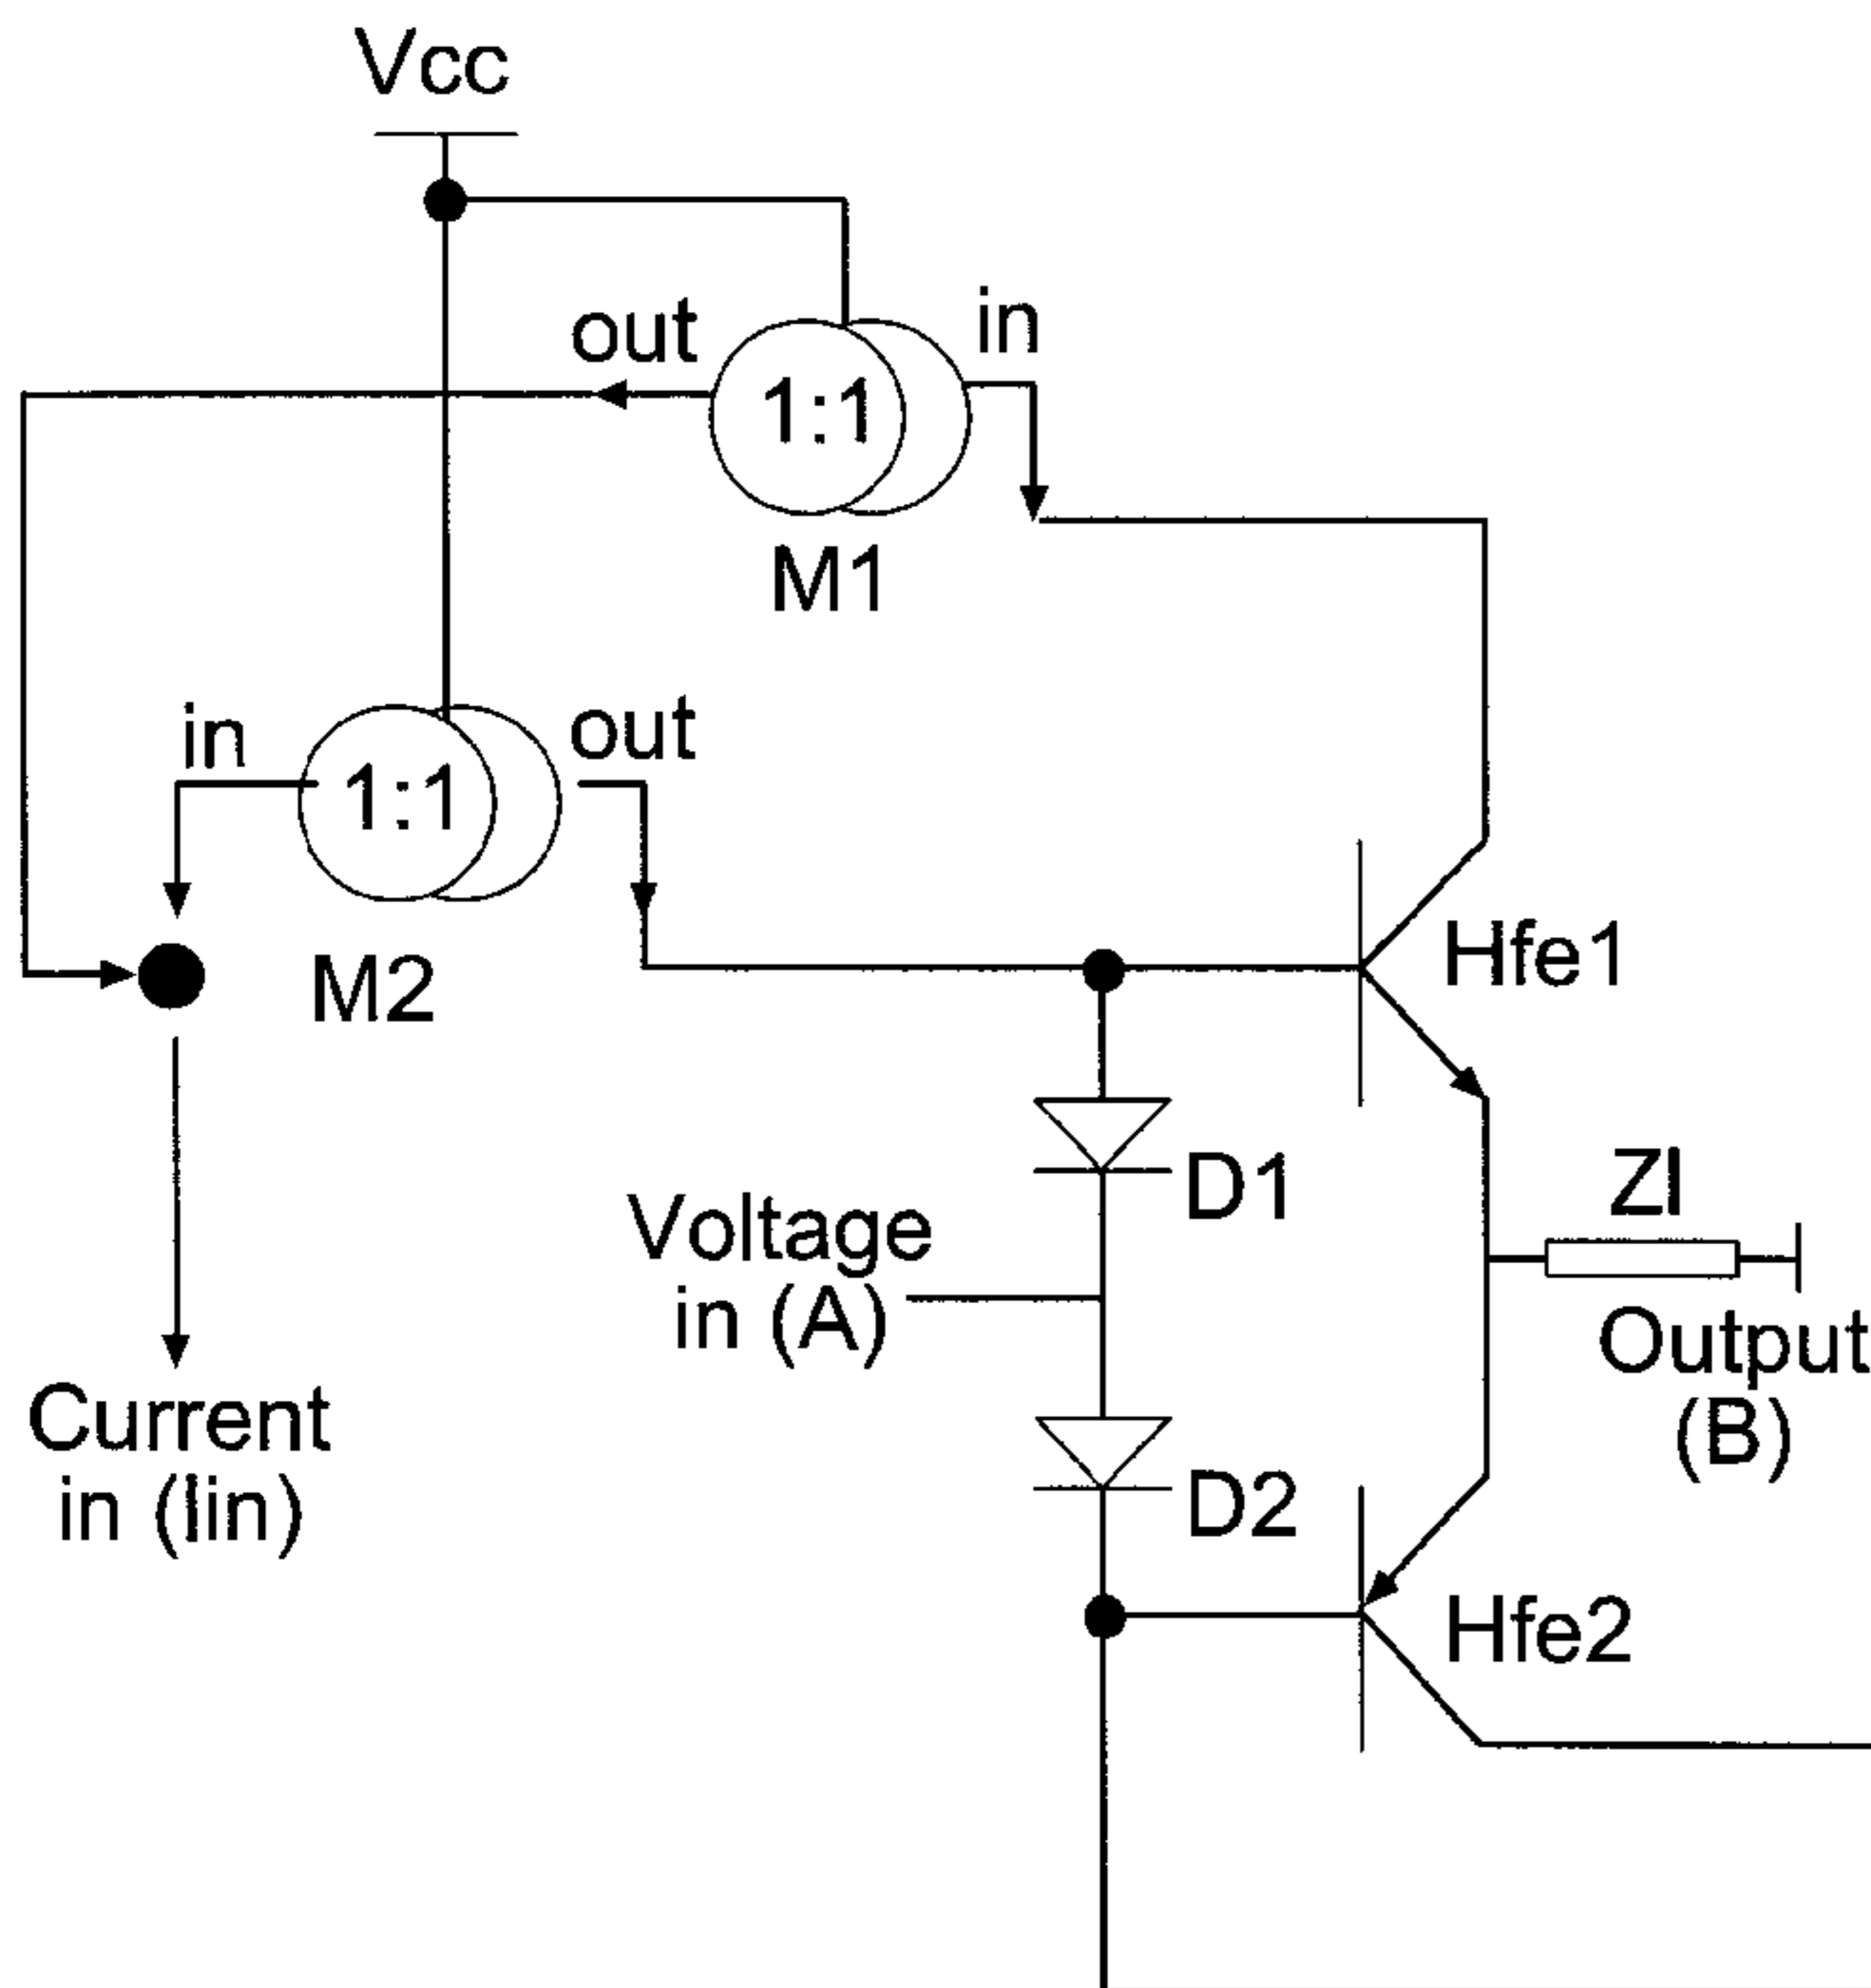 Vcc
out
in
1:1
M1
in
out
1:1
M2
Hfe1
D1
Zl
Voltage
in (A)
Output
(B)
Current
in (Iin)
D2
Hfe2